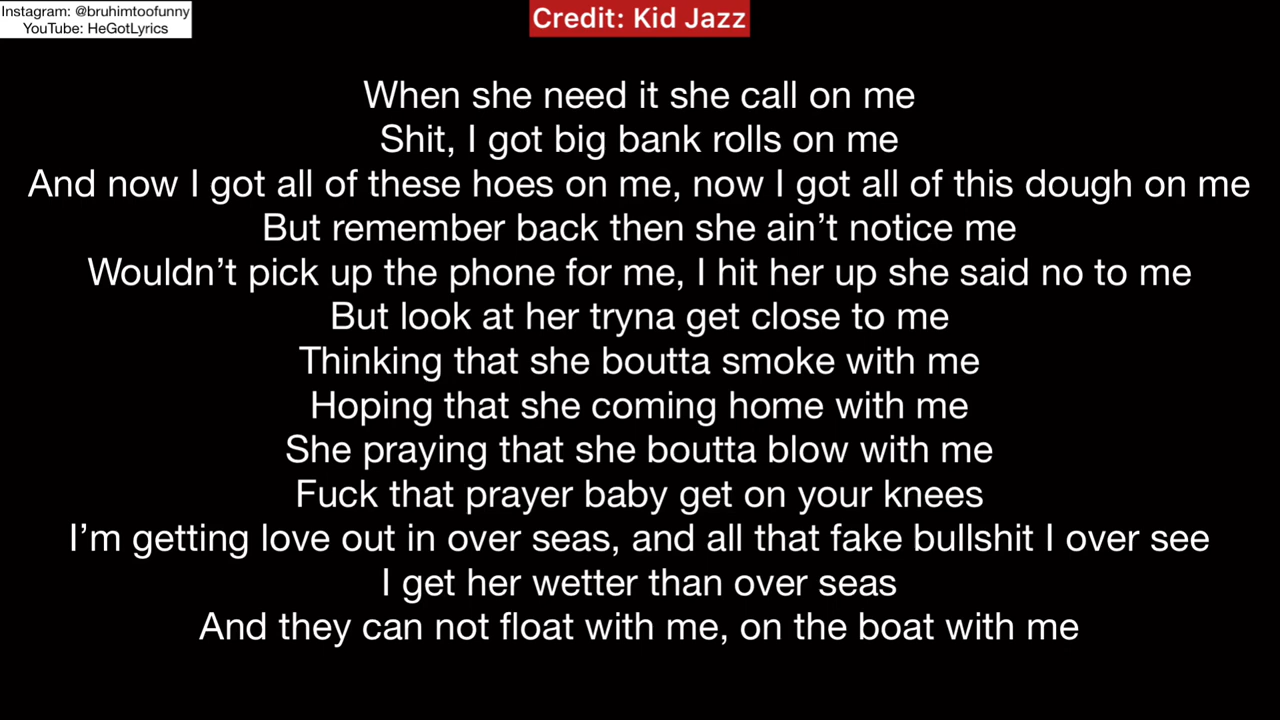 Instagram: @bruhimtoofunny
YouTube: HeGotLyrics
Credit: Kid Jazz
When she need it she call on me
Shit, I got big bank rolls on me
And now I got all of these hoes on me, now I got all of this dough on me
But remember back then she ain’t notice me
Wouldn’t pick up the phone for me, I hit her up she said no to me
But look at her tryna get close to me
Thinking that she boutta smoke with me
Hoping that she coming home with me
She praying that she boutta blow with me
Fuck that prayer baby get on your knees
I’m getting love out in over seas, and all that fake bullshit I over see
I get her wetter than over seas
And they can not float with me, on the boat with me